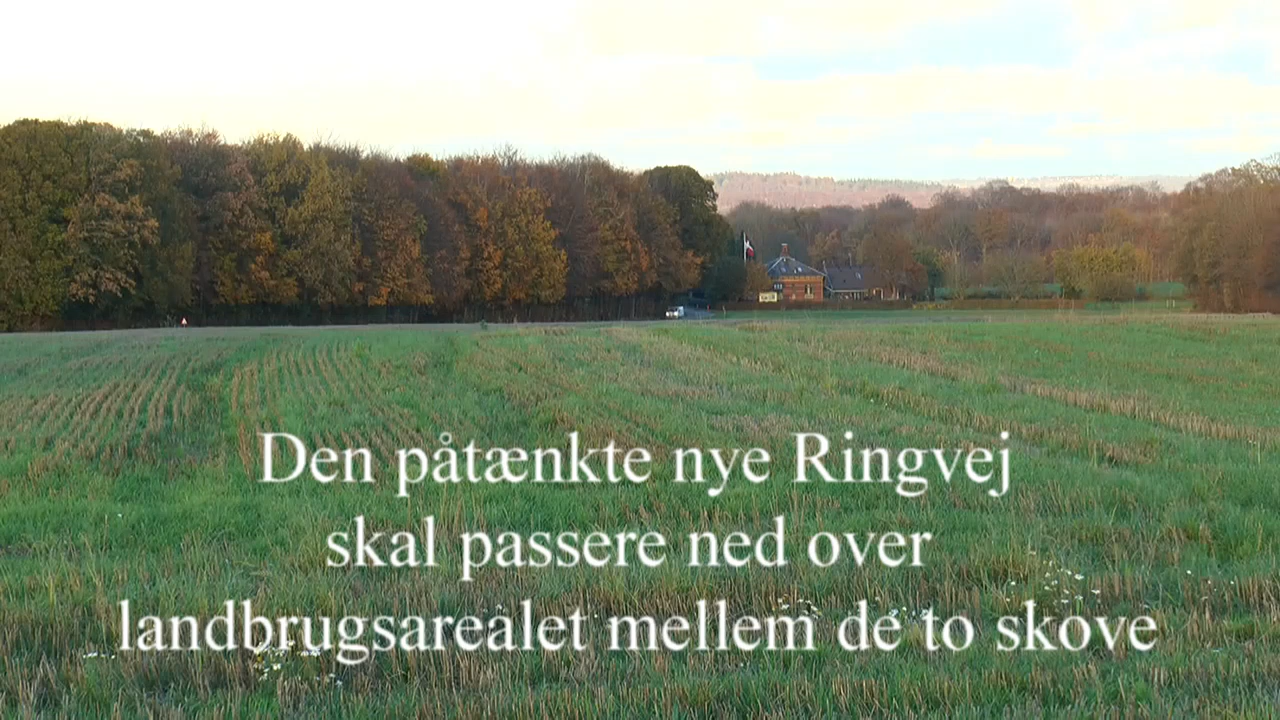 Den påtænkte nye Ringvej
skal passere ned over
landbrugsarealet mellem de to skove